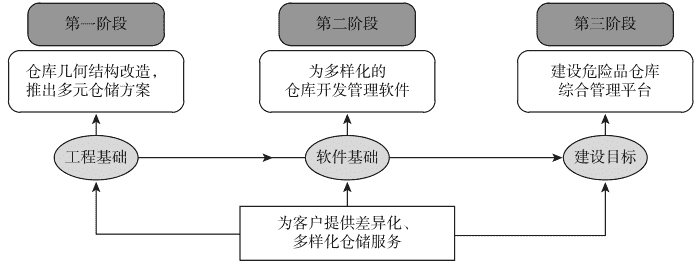 第一阶段
第二阶段
第三阶段
仓库几何结构改造，
推出多元仓储方案
为多样化的
仓库开发管理软件
建设危险品仓库
综合管理平台
工程基础
软件基础
建设目标
为客户提供差异化、
多样化仓储服务